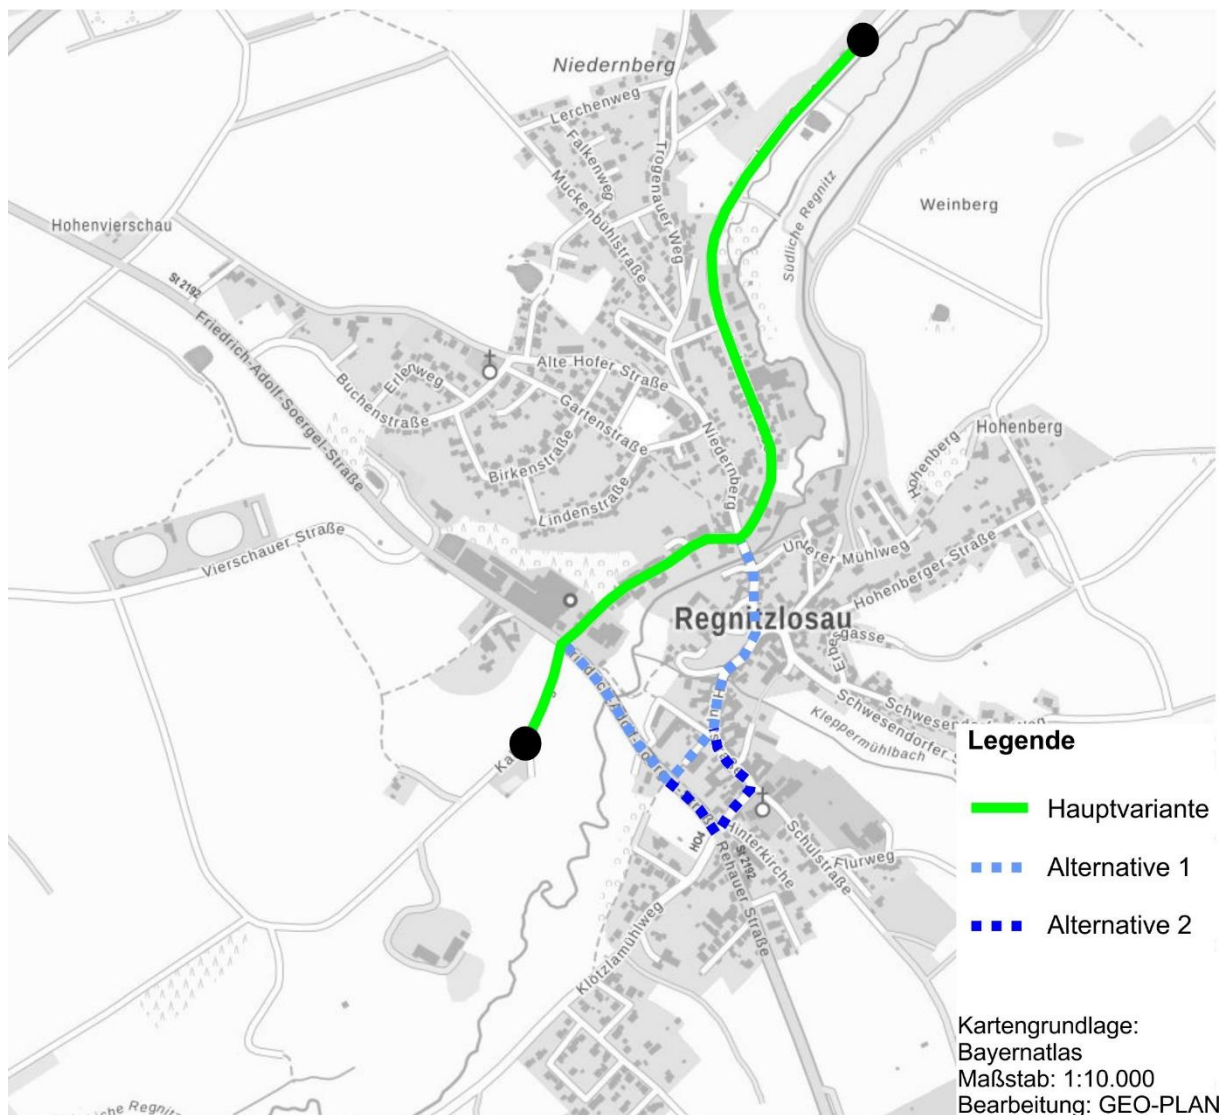 Niedernberg
Lerchenweg
Falkenweg
Trogenauer Weg
Muckenbühlstraße
Südliche Regnitz
Weinberg
Hohenvierschau
St 2192
Friedrich-Adolf-Soergel-Straße
Alte Hofer Straße
Erlenweg
Buchenstraße
Gartenstraße
Birkenstraße
Lindenstraße
Niedernberg
Hohenberg
Hohenberg
Vierschauer Straße
Unterer Mühlweg
Hohenberger Straße
Regnitzlosau
Schwesendorfer
Kleppermühlbach
HO4
Hinterkirche
St 2192
Rehauer Straße
Schulstraße
Flurweg
Klötzlamühlweg
Regnitz
Legende
Hauptvariante
Alternative 1
Alternative 2
Kartengrundlage:
Bayernatlas
Maßstab: 1:10.000
Bearbeitung: GEO-PLAN